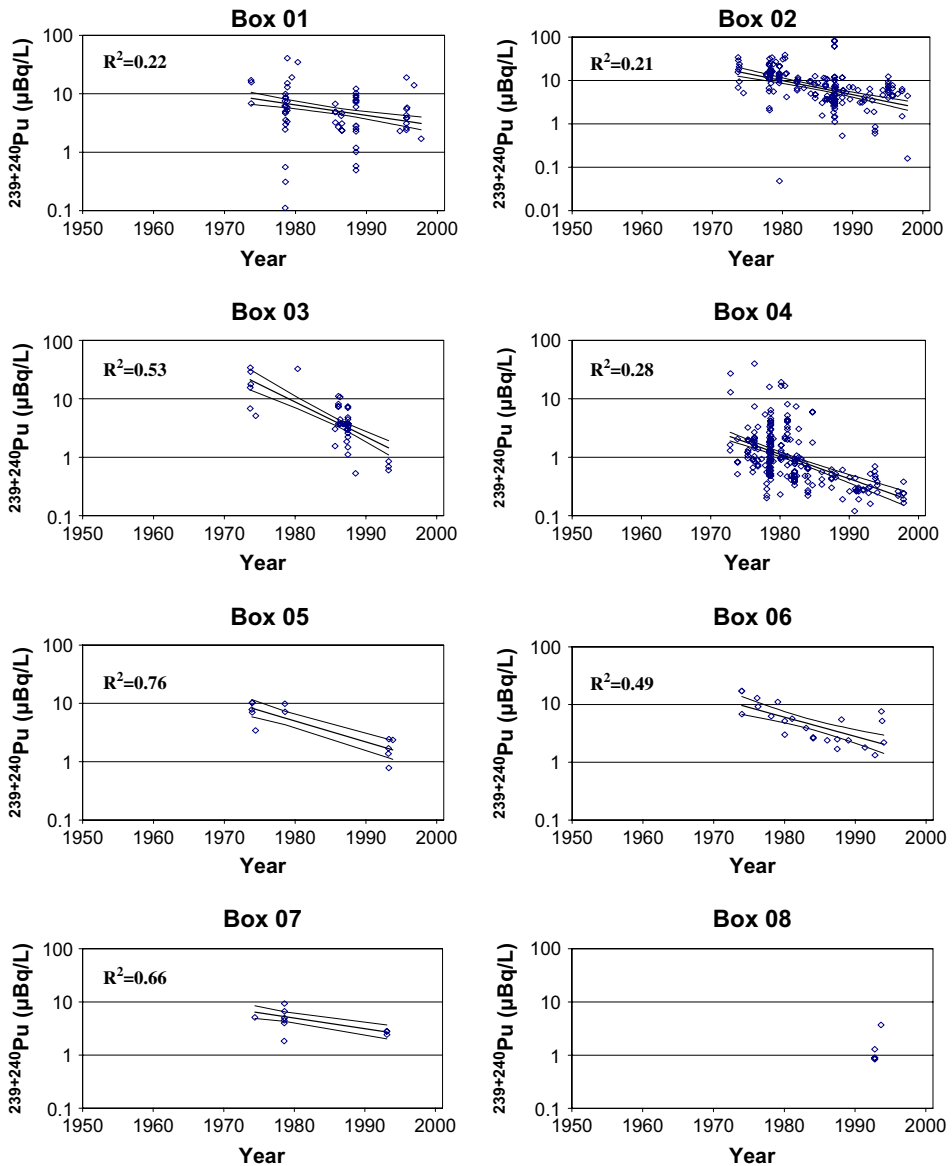 Box 01
R²=0.22
239+240Pu (µBq/L)
100
10
1
0.1
1950 1960 1970 1980 1990 2000
Year
Box 02
R²=0.21
239+240Pu (µBq/L)
100
10
1
0.1
0.01
1950 1960 1970 1980 1990 2000
Year
Box 03
R²=0.53
239+240Pu (µBq/L)
100
10
1
0.1
1950 1960 1970 1980 1990 2000
Year
Box 04
R²=0.28
239+240Pu (µBq/L)
100
10
1
0.1
1950 1960 1970 1980 1990 2000
Year
Box 05
R²=0.76
239+240Pu (µBq/L)
100
10
1
0.1
1950 1960 1970 1980 1990 2000
Year
Box 06
R²=0.49
239+240Pu (µBq/L)
100
10
1
0.1
1950 1960 1970 1980 1990 2000
Year
Box 07
R²=0.66
239+240Pu (µBq/L)
100
10
1
0.1
1950 1960 1970 1980 1990 2000
Year
Box 08
239+240Pu (µBq/L)
100
10
1
0.1
1950 1960 1970 1980 1990 2000
Year